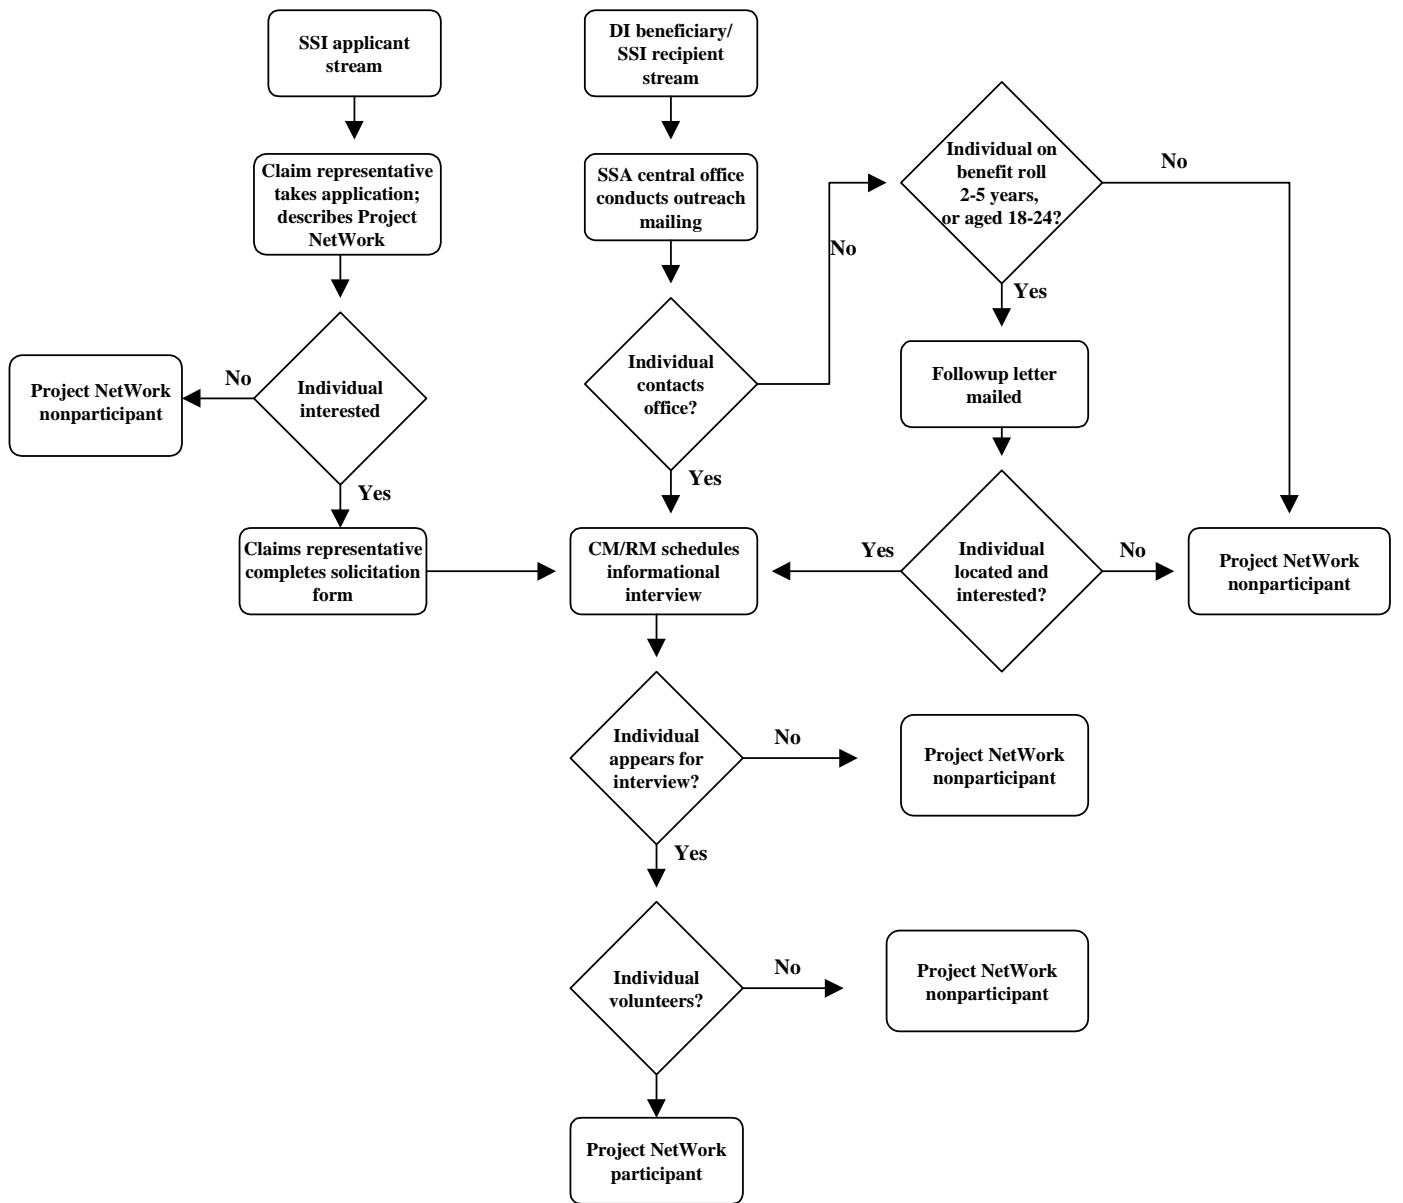 SSI applicant
stream
DI beneficiary/
SSI recipient
stream
Claim representative
takes application;
describes Project
NetWork
SSA central office
conducts outreach
mailing
Individual on
benefit roll
2-5 years,
or aged 18-24?
No
No
Yes
Project NetWork
nonparticipant
No
Individual
interested
Individual
contacts
office?
Followup letter
mailed
Yes
Yes
Claims representative
completes solicitation
form
CM/RM schedules
informational
interview
Yes
Individual
located and
interested?
No
Project NetWork
nonparticipant
Individual
appears for
interview?
No
Project NetWork
nonparticipant
Yes
Individual
volunteers?
No
Project NetWork
nonparticipant
Project NetWork
participant